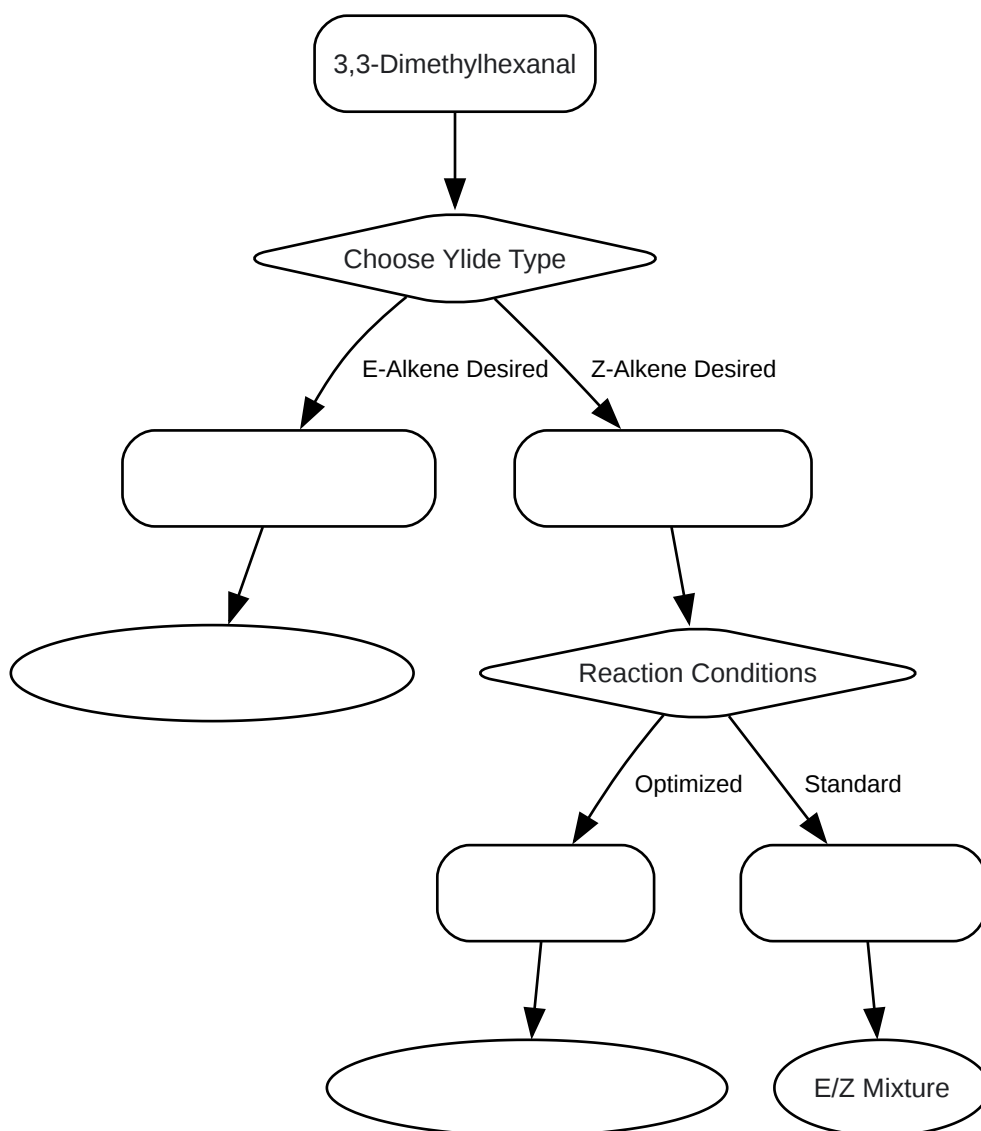 3,3-Dimethylhexanal
Choose Ylide Type
E-Alkene Desired
Z-Alkene Desired
Reaction Conditions
Optimized
Standard
E/Z Mixture